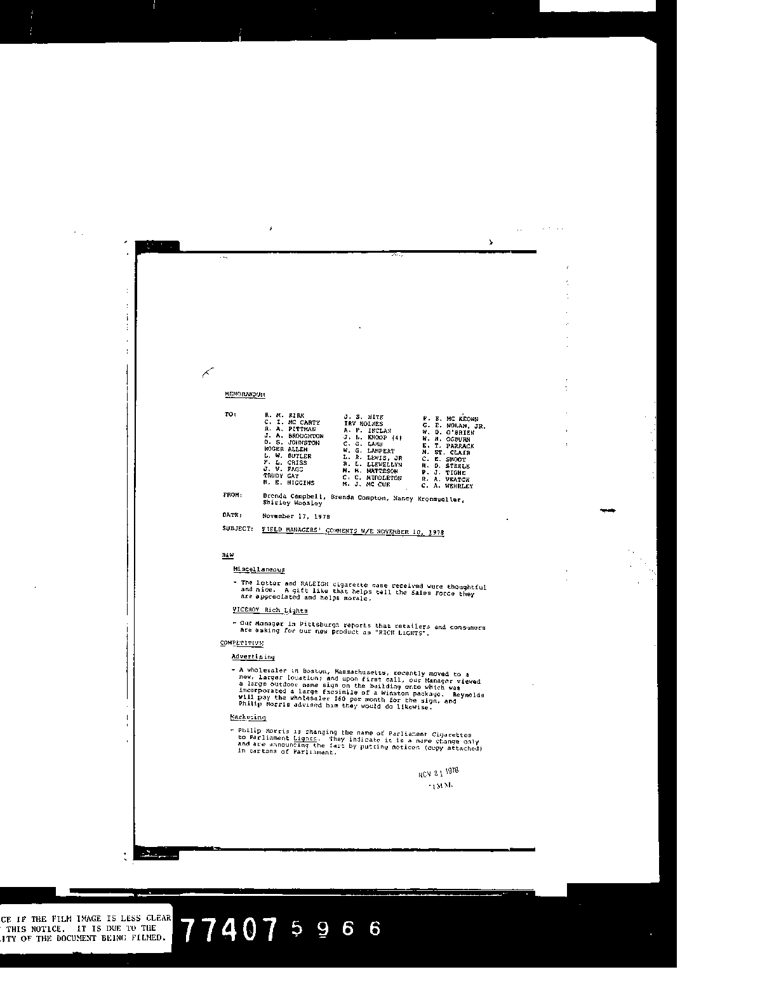 MEMORANDUM
TO: R. M. KIRK J. S. HITE F. E. MC KEOWN
C. I. MC CARTY IRV HOLMES G. E. NOHAN, JR.
R. A. PITTMAN A. F. INCLAN W. D. O'BRIEN
J. A. BROUGHTON J. L. KNOOP (4) W. H. OGBURN
D. S. JOHNSTON C. G. LAMB E. T. PARRACK
ROGER ALLEN W. G. LAMPERT M. ST. CLAIR
L. W. BUTLER L. R. LEWIS, JR C. E. SHOOT
F. L. CRISS R. L. LLEWELLYN R. D. STEELE
J. V. FAGG M. H. MATTESON P. J. TIGHE
TRUDY GAY C. C. MIDDLETON R. A. VEATCH
R. E. HIGGINS M. J. MC CUE C. A. WEHRLEY
FROM: Brenda Campbell, Brenda Compton, Nancy Kronmueller,
Shirley Woosley
DATE: November 17, 1978
SUBJECT: FIELD MANAGERS' COMMENTS W/E NOVEMBER 10, 1978
B&W
Miscellaneous
- The letter and RALEIGH cigarette case received were thoughtful
and nice. A gift like that helps tell the Sales Force they
are appreciated and helps morale.
VICEROY Rich Lights
- Our Manager in Pittsburgh reports that retailers and consumers
are asking for our new product as "RICH LIGHTS".
COMPETITIVE
Advertising
- A wholesaler in Boston, Massachusetts, recently moved to a
new, larger location; and upon first call, our Manager viewed
a large outdoor name sign on the building onto which was
incorporated a large facsimile of a Winston package. Reynolds
will pay the wholesaler $60 per month for the sign, and
Philip Morris advised him they would do likewise.
Marketing
- Philip Morris is changing the name of Parliament Cigarettes
to Parliament Lights. They indicate it is a name change only
and are announcing the fact by putting notices (copy attached)
in cartons of Parliament.
NOV 21 1978
CE IF THE FILM IMAGE IS LESS CLEAR
THIS NOTICE. IT IS DUE TO THE
ITY OF THE DOCUMENT BEING FILMED.
77407 5966